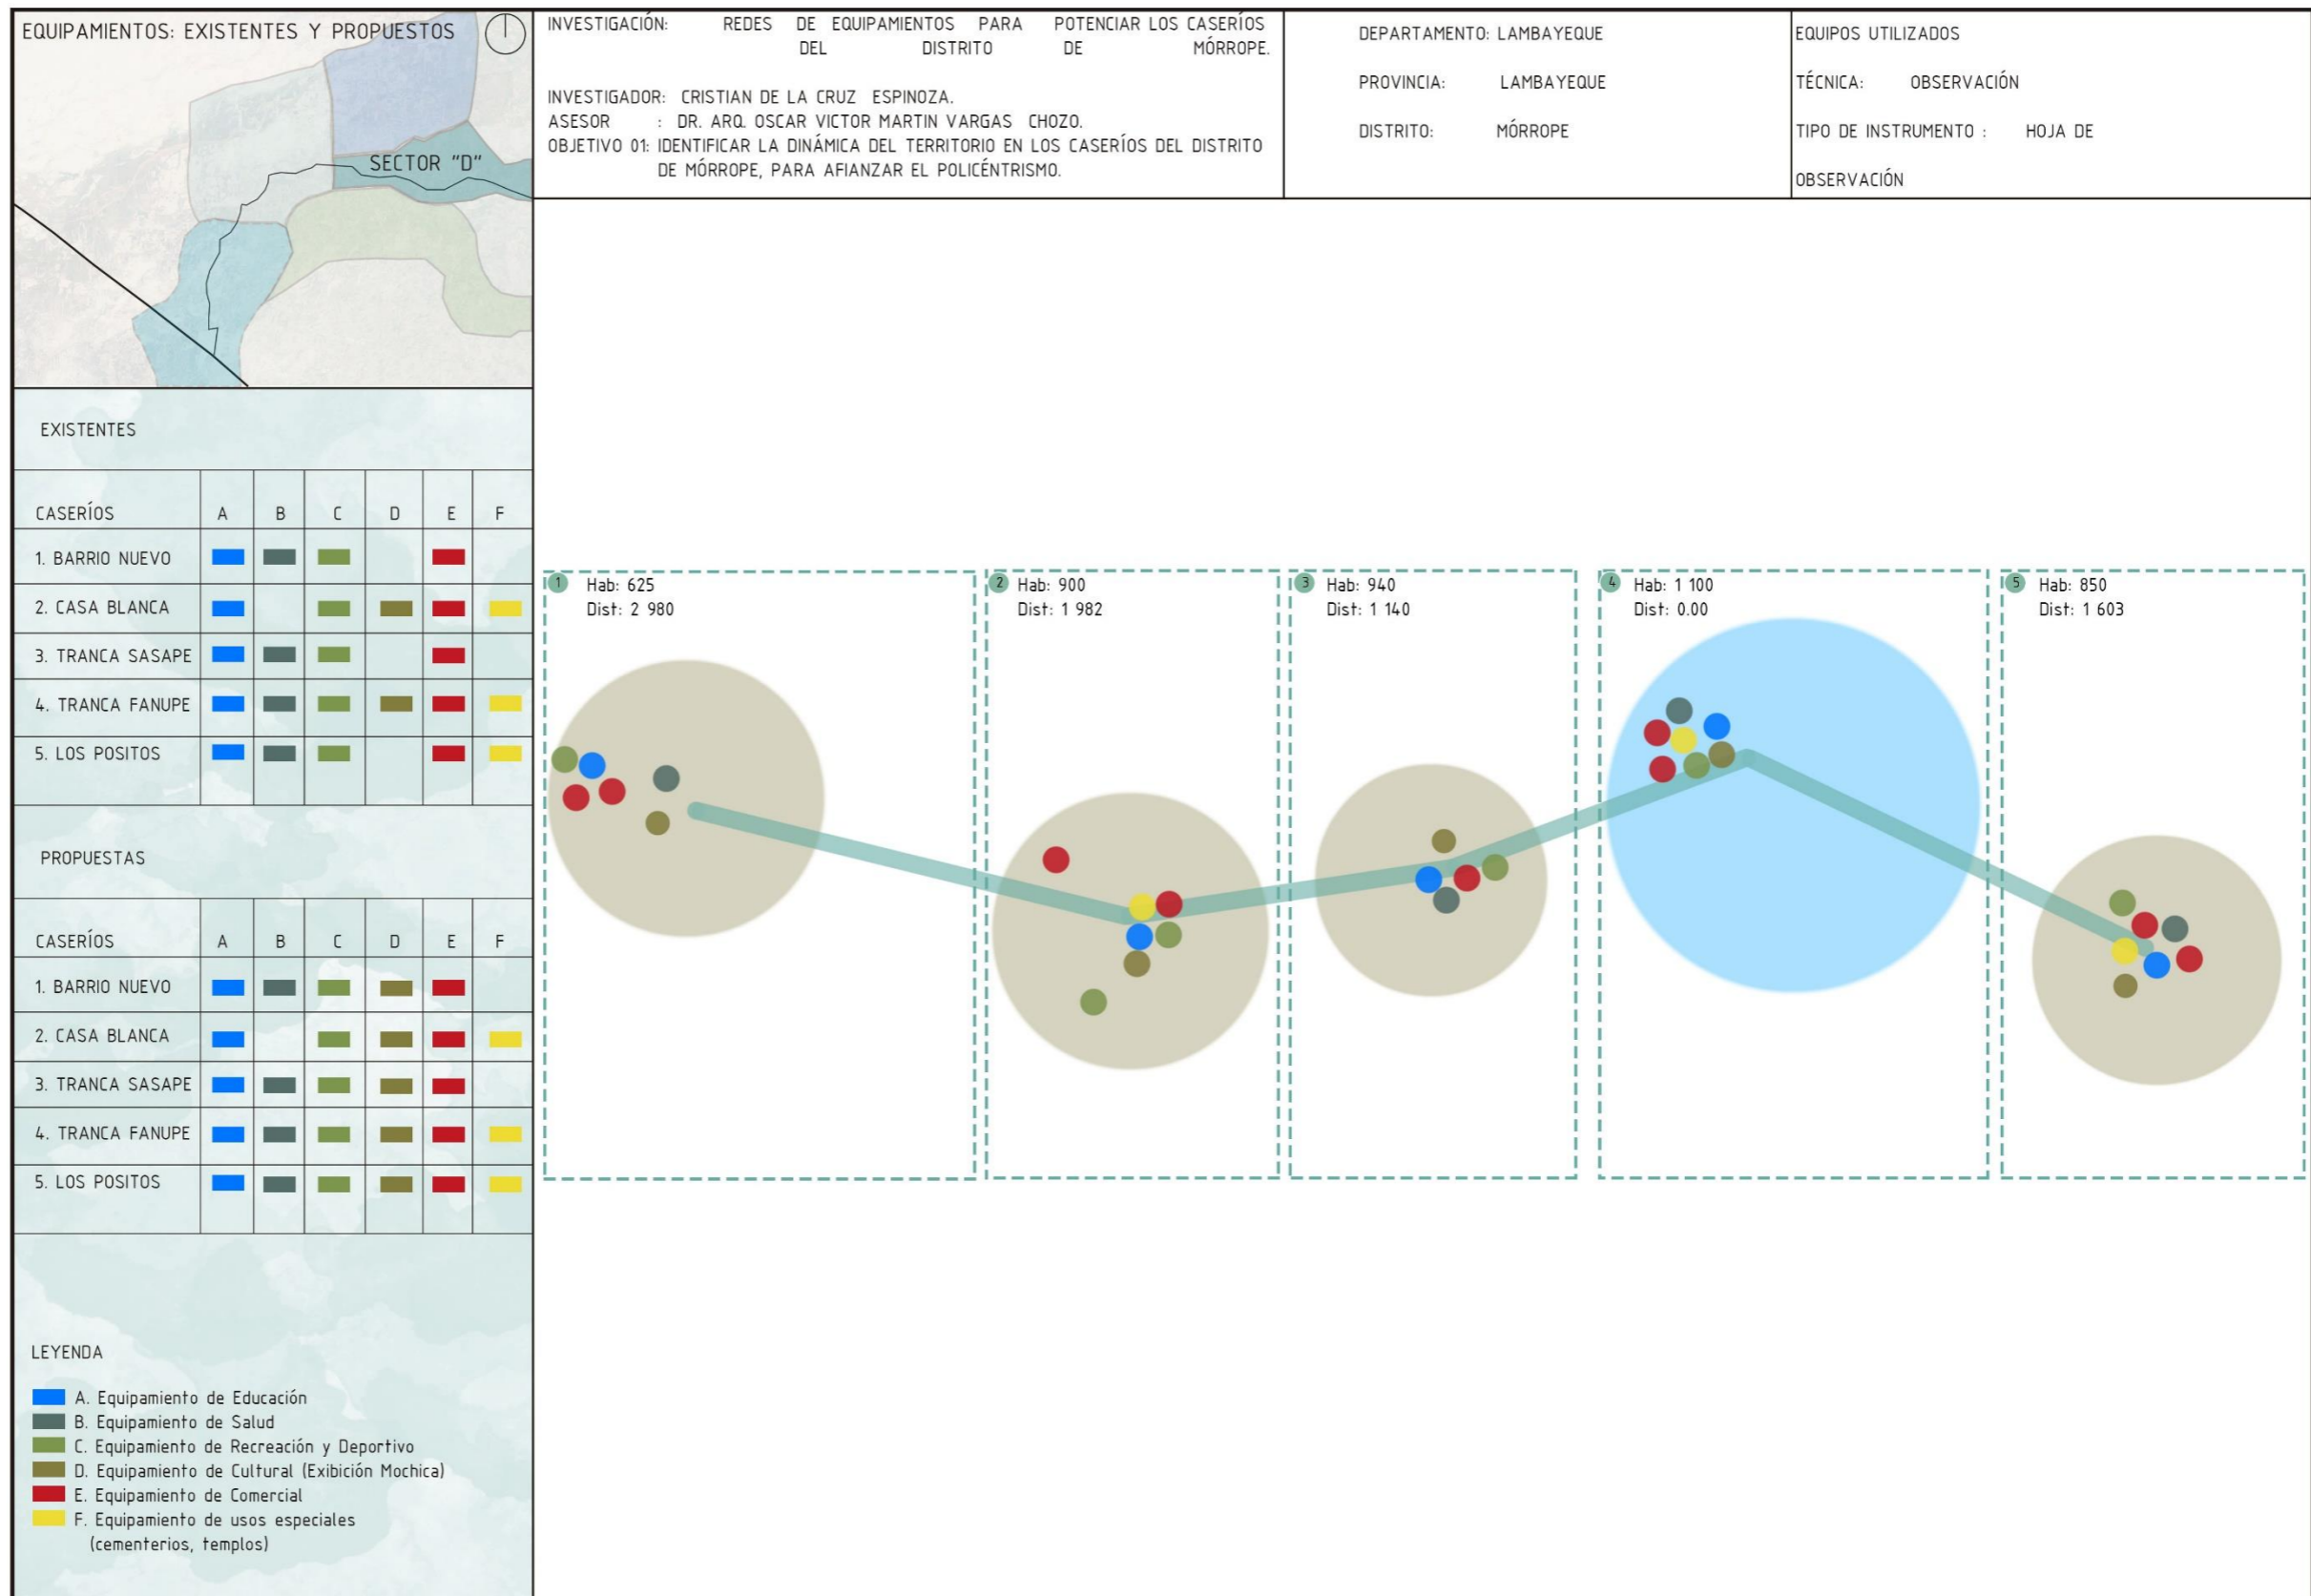 EQUIPAMIENTOS: EXISTENTES Y PROPUESTOS
SECTOR "D"
INVESTIGACIÓN: REDES DE EQUIPAMIENTOS PARA POTENCIAR LOS CASERÍOS
DEL DISTRITO DE MÓRROPE.
INVESTIGADOR: CRISTIAN DE LA CRUZ ESPINOZA.
ASESOR : DR. ARQ. OSCAR VICTOR MARTIN VARGAS CHOZO.
OBJETIVO 01: IDENTIFICAR LA DINÁMICA DEL TERRITORIO EN LOS CASERÍOS DEL DISTRITO
DE MÓRROPE, PARA AFIANZAR EL POLICÉNTRISMO.
DEPARTAMENTO: LAMBAYEQUE
PROVINCIA: LAMBAYEQUE
DISTRITO: MÓRROPE
EQUIPOS UTILIZADOS
TÉCNICA: OBSERVACIÓN
TIPO DE INSTRUMENTO : HOJA DE
OBSERVACIÓN
EXISTENTES
CASERÍOS A B C D E F
1. BARRIO NUEVO
2. CASA BLANCA
3. TRANCA SASAPE
4. TRANCA FANUPE
5. LOS POSITOS
PROPUESTAS
CASERÍOS A B C D E F
1. BARRIO NUEVO
2. CASA BLANCA
3. TRANCA SASAPE
4. TRANCA FANUPE
5. LOS POSITOS
LEYENDA
A. Equipamiento de Educación
B. Equipamiento de Salud
C. Equipamiento de Recreación y Deportivo
D. Equipamiento de Cultural (Exibición Mochica)
E. Equipamiento de Comercial
F. Equipamiento de usos especiales
(cementerios, templos)
1 Hab: 625
Dist: 2 980
2 Hab: 900
Dist: 1 982
3 Hab: 940
Dist: 1 140
4 Hab: 1 100
Dist: 0.00
5 Hab: 850
Dist: 1 603